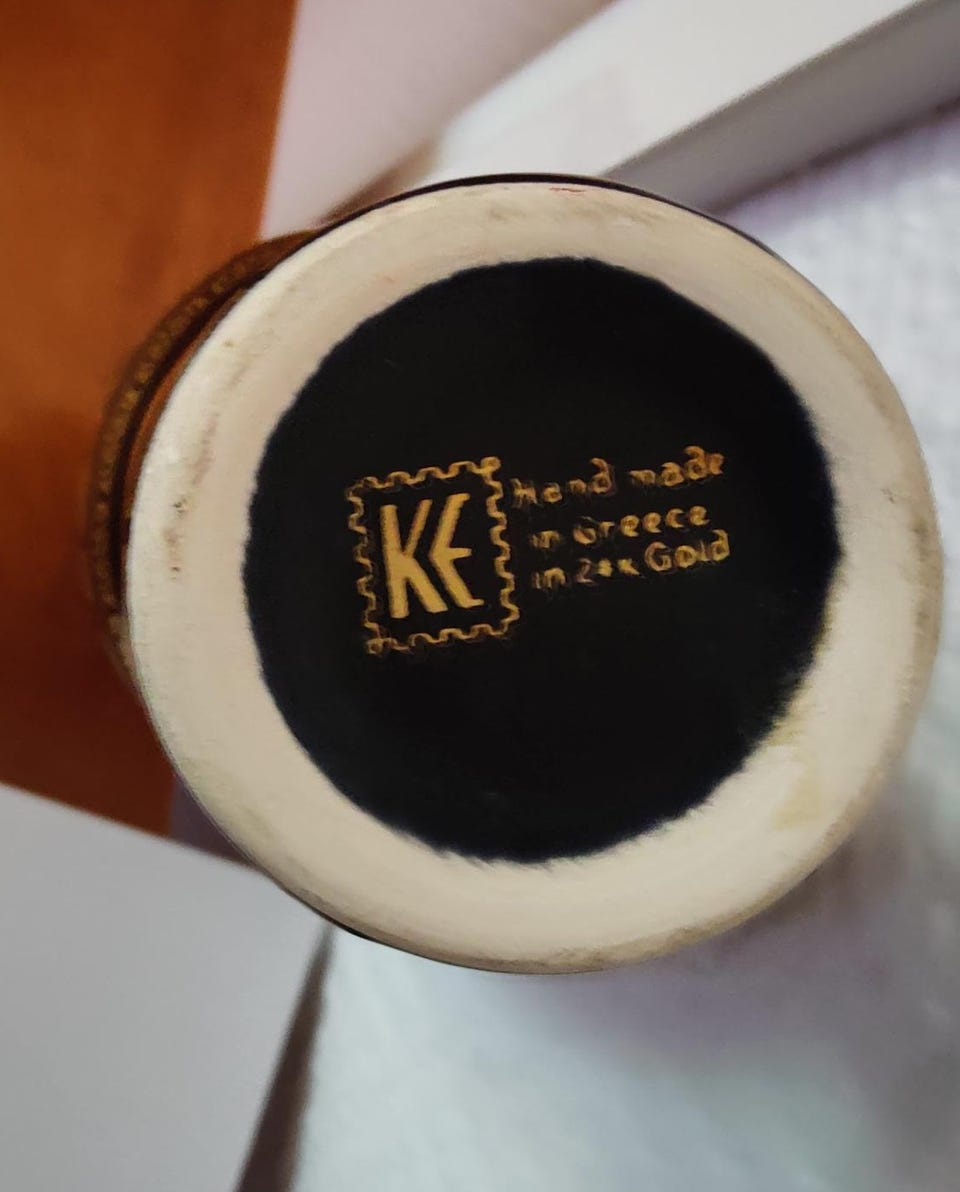 KE
Hand made
in Greece
in 24K Gold